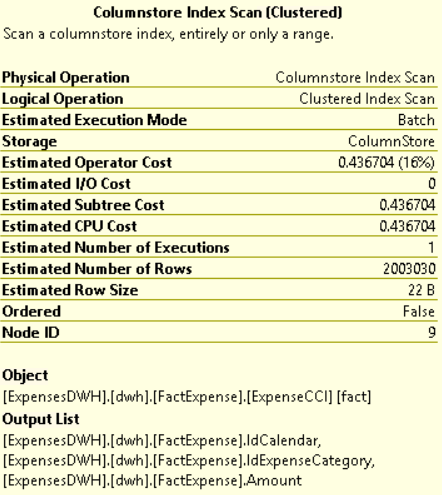 Columnstore Index Scan (Clustered)
Scan a columnstore index, entirely or only a range.
Physical Operation Columnstore Index Scan
Logical Operation Clustered Index Scan
Estimated Execution Mode Batch
Storage ColumnStore
Estimated Operator Cost 0.436704 (16%)
Estimated I/O Cost 0
Estimated Subtree Cost 0.436704
Estimated CPU Cost 0.436704
Estimated Number of Executions 1
Estimated Number of Rows 2003030
Estimated Row Size 22 B
Ordered False
Node ID 9
Object
[ExpensesDWH].[dwh].[FactExpense].[ExpenseCCI] [fact]
Output List
[ExpensesDWH].[dwh].[FactExpense].IdCalendar,
[ExpensesDWH].[dwh].[FactExpense].IdExpenseCategory,
[ExpensesDWH].[dwh].[FactExpense].Amount